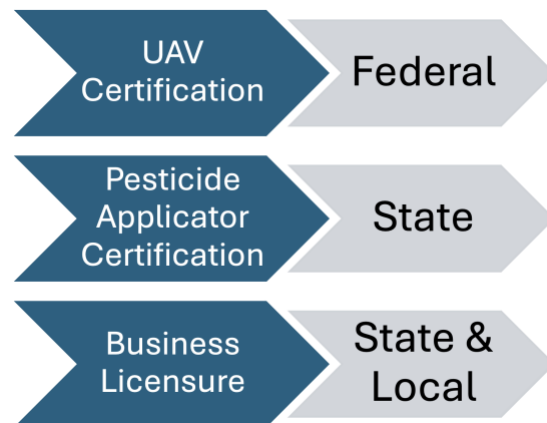 UAV
Certification
Federal
Pesticide
Applicator
Certification
State
Business
Licensure
State &
Local